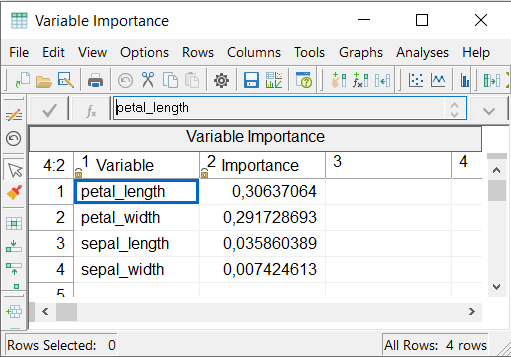 Variable Importance
File Edit View Options Rows Columns Tools Graphs Analyses Help
fx petal_length
Variable Importance
4:2 1 Variable 2 Importance 3 4
1 petal_length 0,30637064
2 petal_width 0,291728693
3 sepal_length 0,035860389
4 sepal_width 0,007424613
5
Rows Selected: 0 All Rows: 4 rows